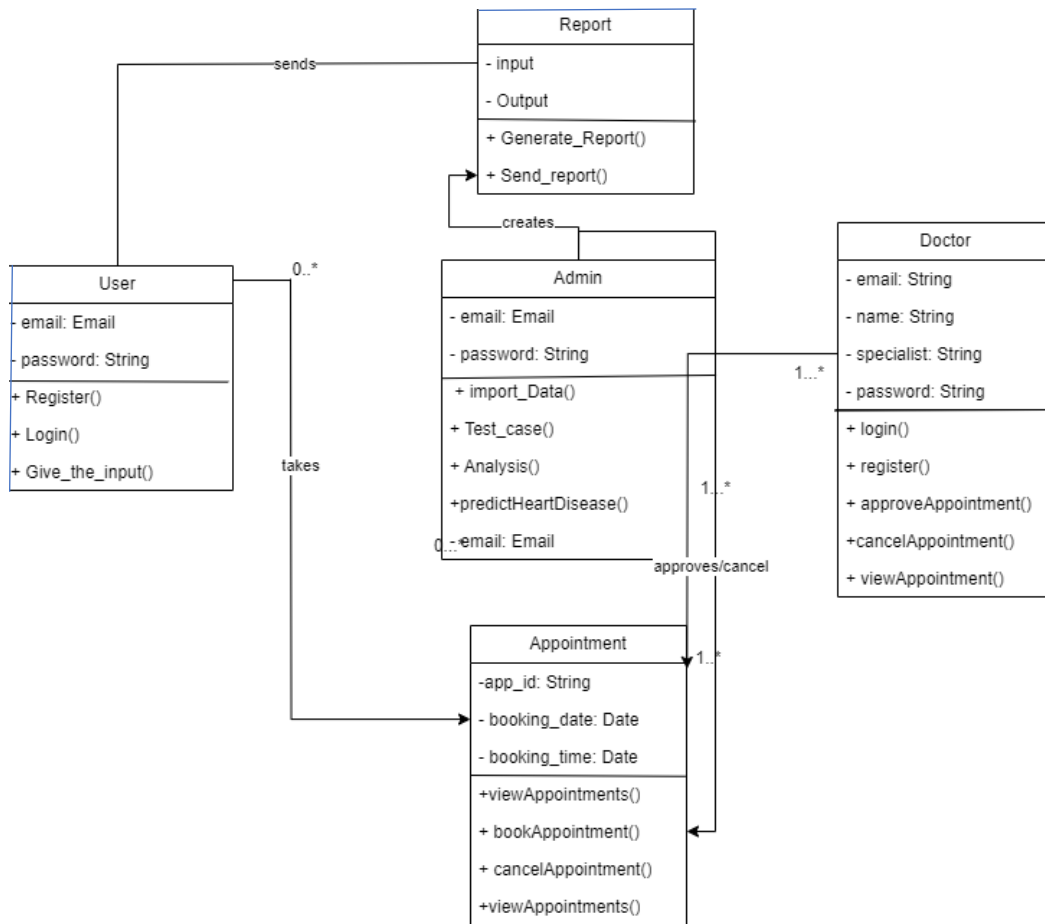 Report
- input
- Output
+ Generate_Report()
+ Send_report()
sends
creates
User
- email: Email
- password: String
+ Register()
+ Login()
+ Give_the_input()
0..*
takes
Admin
- email: Email
- password: String
+ import_Data()
+ Test_case()
+ Analysis()
+predictHeartDisease()
- email: Email
0...*
Doctor
- email: String
- name: String
- specialist: String
- password: String
+ login()
+ register()
+ approveAppointment()
+cancelAppointment()
+ viewAppointment()
1...*
1...*
approves/cancel
1..*
Appointment
-app_id: String
- booking_date: Date
- booking_time: Date
+viewAppointments()
+ bookAppointment()
+ cancelAppointment()
+viewAppointments()